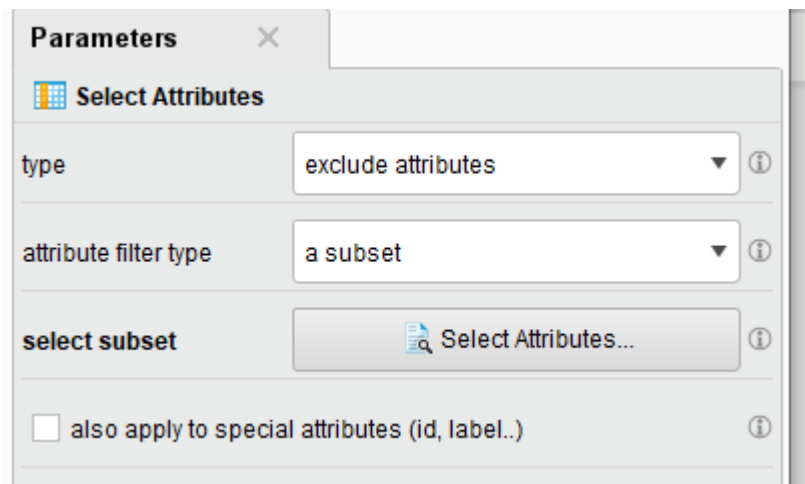 Parameters
Select Attributes
type exclude attributes
attribute filter type a subset
select subset Select Attributes...
also apply to special attributes (id, label..)